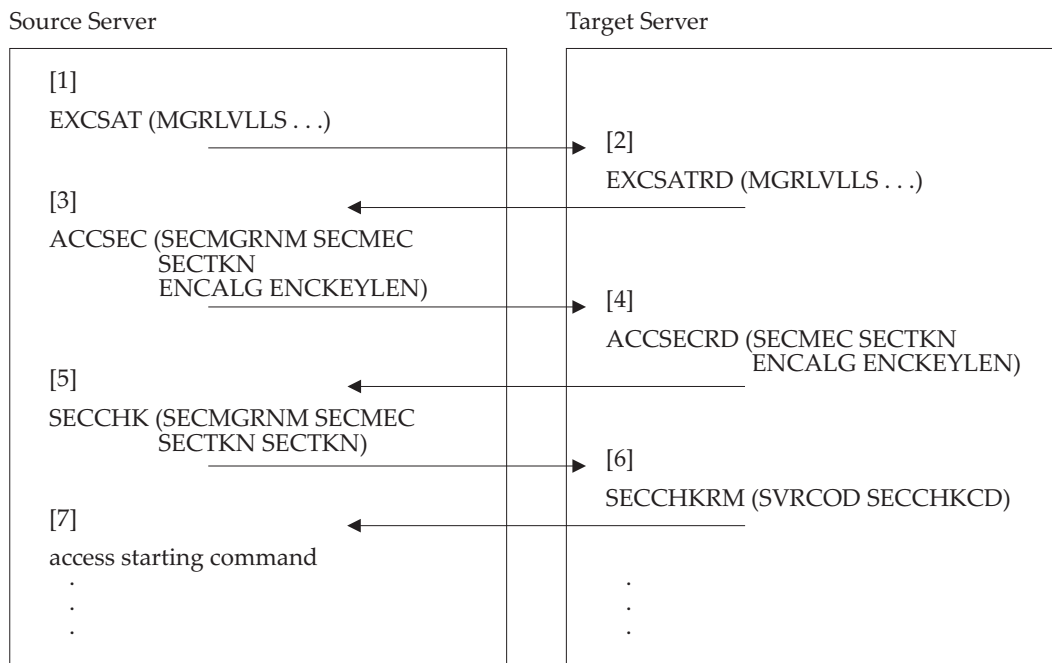 Source Server
Target Server
[1]
EXCSAT (MGRLVLLS . . .)
[2]
EXCSATRD (MGRLVLLS . . .)
[3]
ACCSEC (SECMGRNM SECMEC
SECTKN
ENCALG ENCKEYLEN)
[4]
ACCSECRD (SECMEC SECTKN
ENCALG ENCKEYLEN)
[5]
SECCHK (SECMGRNM SECMEC
SECTKN SECTKN)
[6]
SECCHKRM (SVRCOD SECCHKCD)
[7]
access starting command
. .
. .
. .